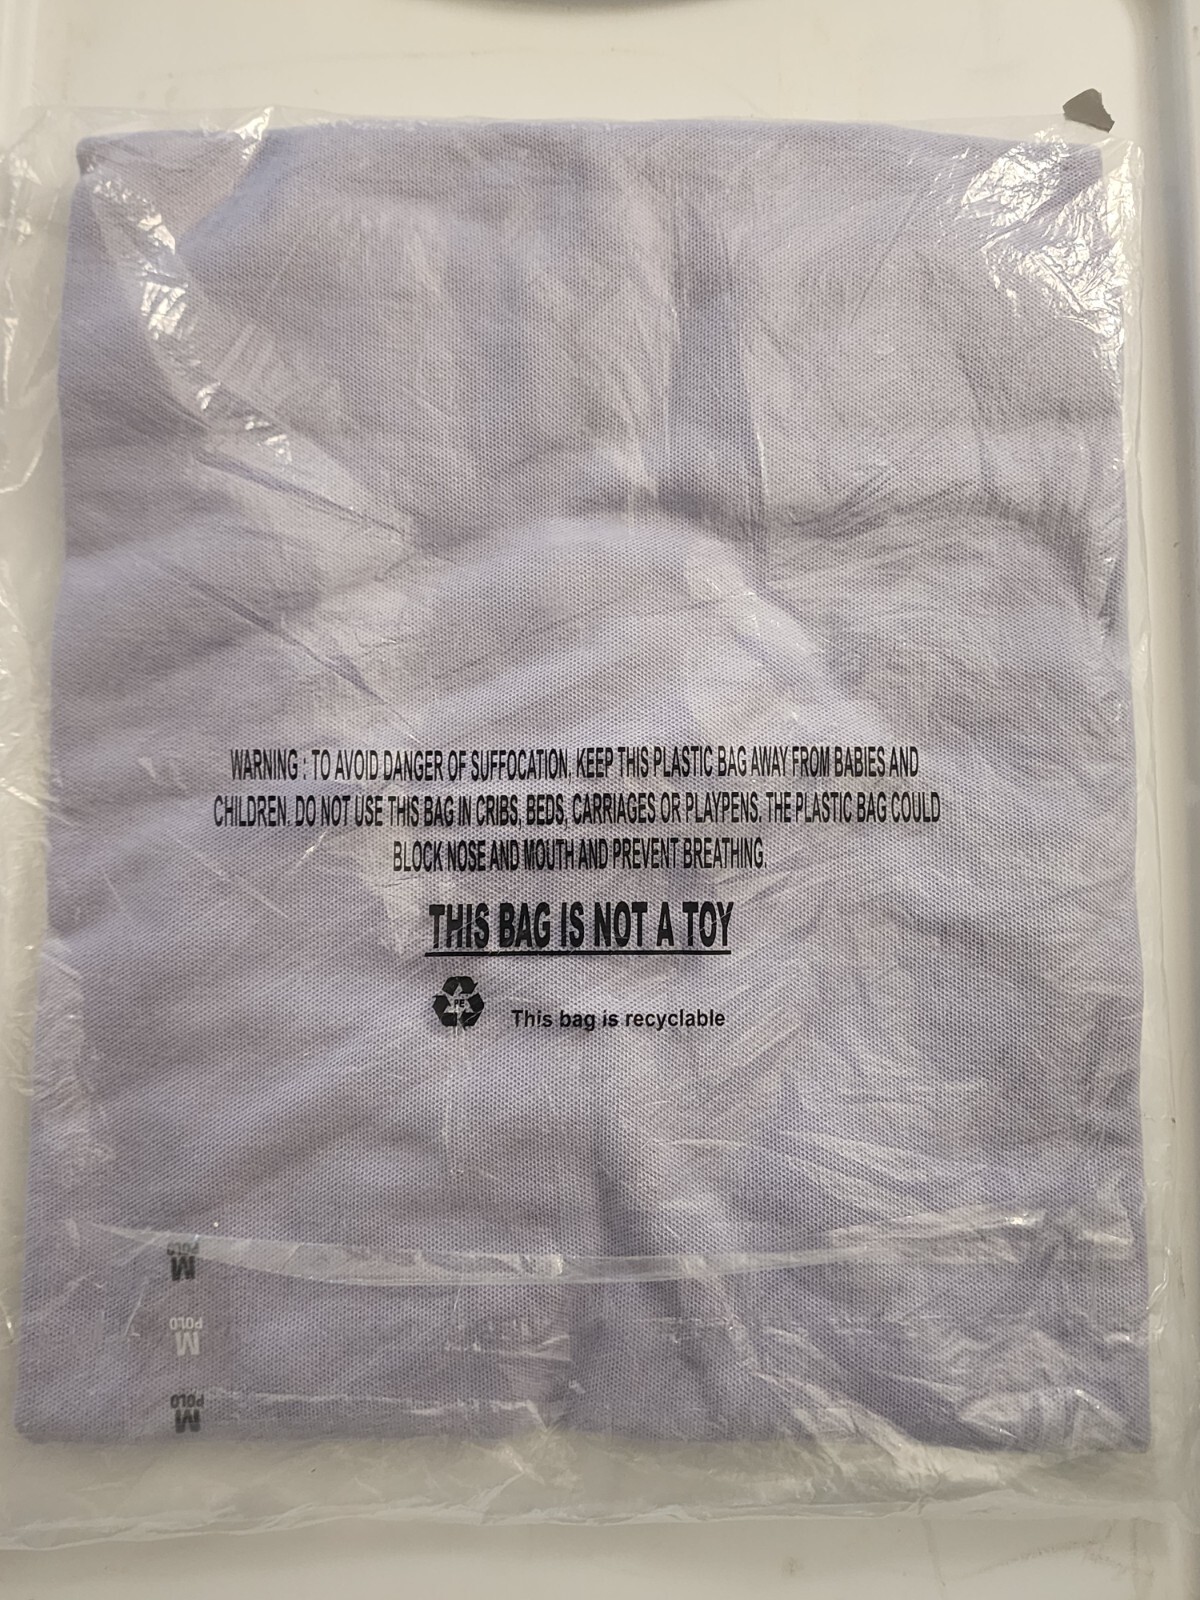 WARNING : TO AVOID DANGER OF SUFFOCATION, KEEP THIS PLASTIC BAG AWAY FROM BABIES AND
CHILDREN. DO NOT USE THIS BAG IN CRIBS, BEDS, CARRIAGES OR PLAYPENS. THE PLASTIC BAG COULD
BLOCK NOSE AND MOUTH AND PREVENT BREATHING.
THIS BAG IS NOT A TOY
PE
This bag is recyclable
POLO
M
POLO
M
POLO
M